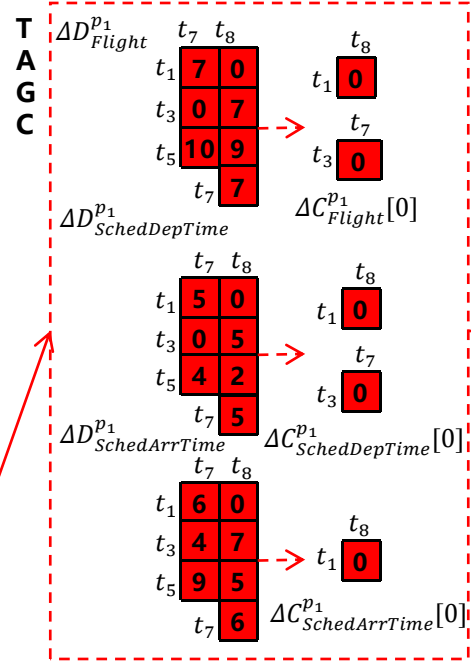 T
A
G
C
ΔD^{p_1}_{Flight} t_7 t_8
t_1 7 0
t_3 0 7
t_5 10 9
t_7 7
t_8
t_1 0
t_7
t_3 0
ΔC^{p_1}_{Flight}[0]
ΔD^{p_1}_{SchedDepTime}
t_7 t_8
t_1 5 0
t_3 0 5
t_5 4 2
t_7 5
t_8
t_1 0
t_7
t_3 0
ΔC^{p_1}_{SchedDepTime}[0]
ΔD^{p_1}_{SchedArrTime}
t_7 t_8
t_1 6 0
t_3 4 7
t_5 9 5
t_7 6
t_8
t_1 0
ΔC^{p_1}_{SchedArrTime}[0]